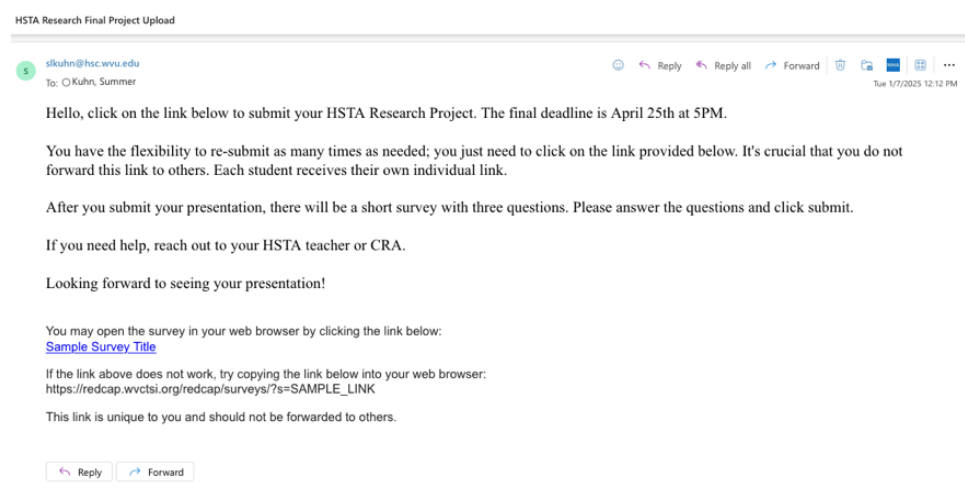 HSTA Research Final Project Upload
S
slkuhn@hsc.wvu.edu
Reply
Reply all
Forward
To: Kuhn, Summer
Tue 1/7/2025 12:12 PM
Hello, click on the link below to submit your HSTA Research Project. The final deadline is April 25th at 5PM.
You have the flexibility to re-submit as many times as needed; you just need to click on the link provided below. It's crucial that you do not
forward this link to others. Each student receives their own individual link.
After you submit your presentation, there will be a short survey with three questions. Please answer the questions and click submit.
If you need help, reach out to your HSTA teacher or CRA.
Looking forward to seeing your presentation!
You may open the survey in your web browser by clicking the link below:
Sample Survey Title
If the link above does not work, try copying the link below into your web browser:
https://redcap.wvctsi.org/redcap/surveys/?s=SAMPLE_LINK
This link is unique to you and should not be forwarded to others.
Reply
Forward